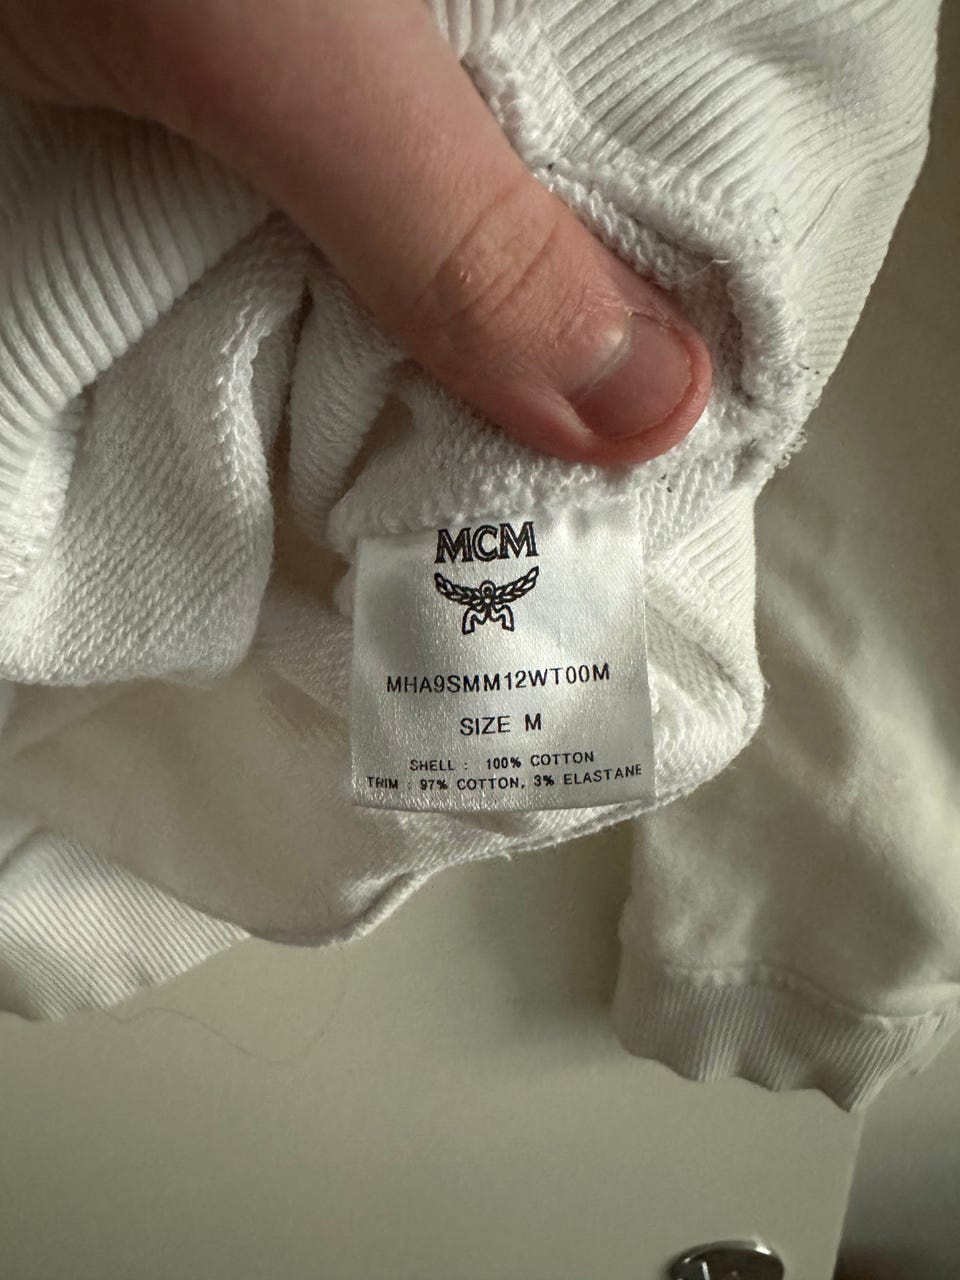 MCM
MHA9SMM12WT00M
SIZE M
SHELL : 100% COTTON
TRIM : 97% COTTON, 3% ELASTANE